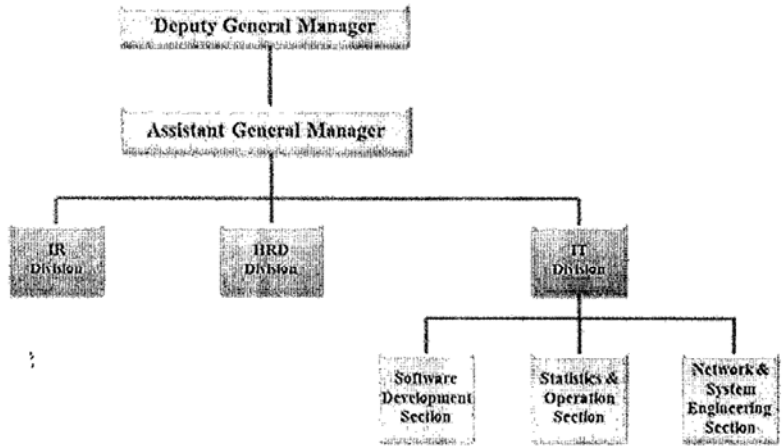 Deputy General Manager
Assistant General Manager
IR
Division
HRD
Division
IT
Division
Software
Development
Section
Statistics &
Operation
Section
Network &
System
Engineering
Section